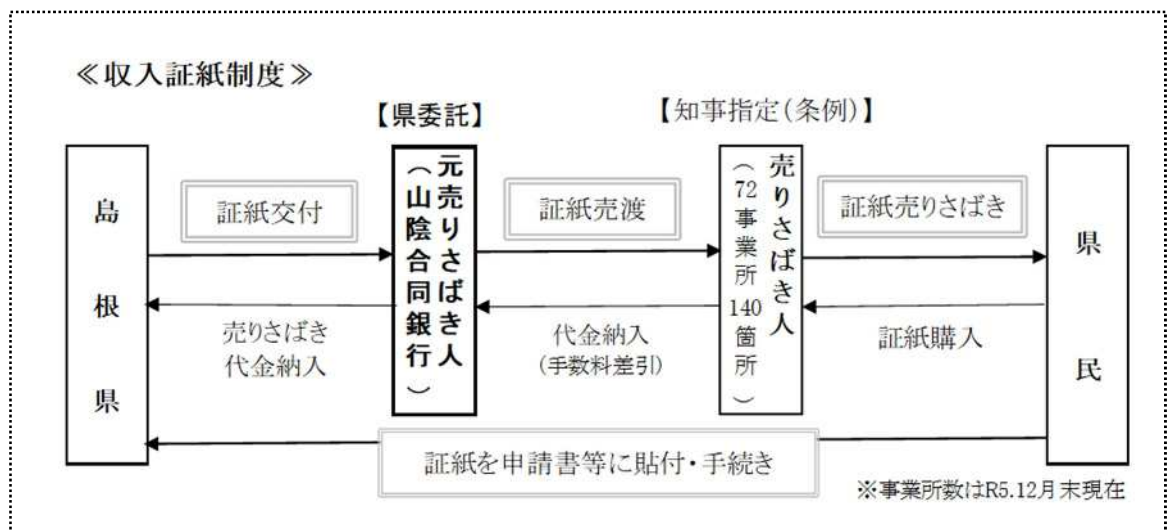 ≪収入証紙制度≫
【県委託】
【知事指定(条例)】
島根県
証紙交付
元売りさばき人
(山陰合同銀行)
証紙売渡
売りさばき人
(72事業所140箇所)
証紙売りさばき
県民
売りさばき
代金納入
代金納入
(手数料差引)
証紙購入
証紙を申請書等に貼付・手続き
※事業所数はR5.12月末現在